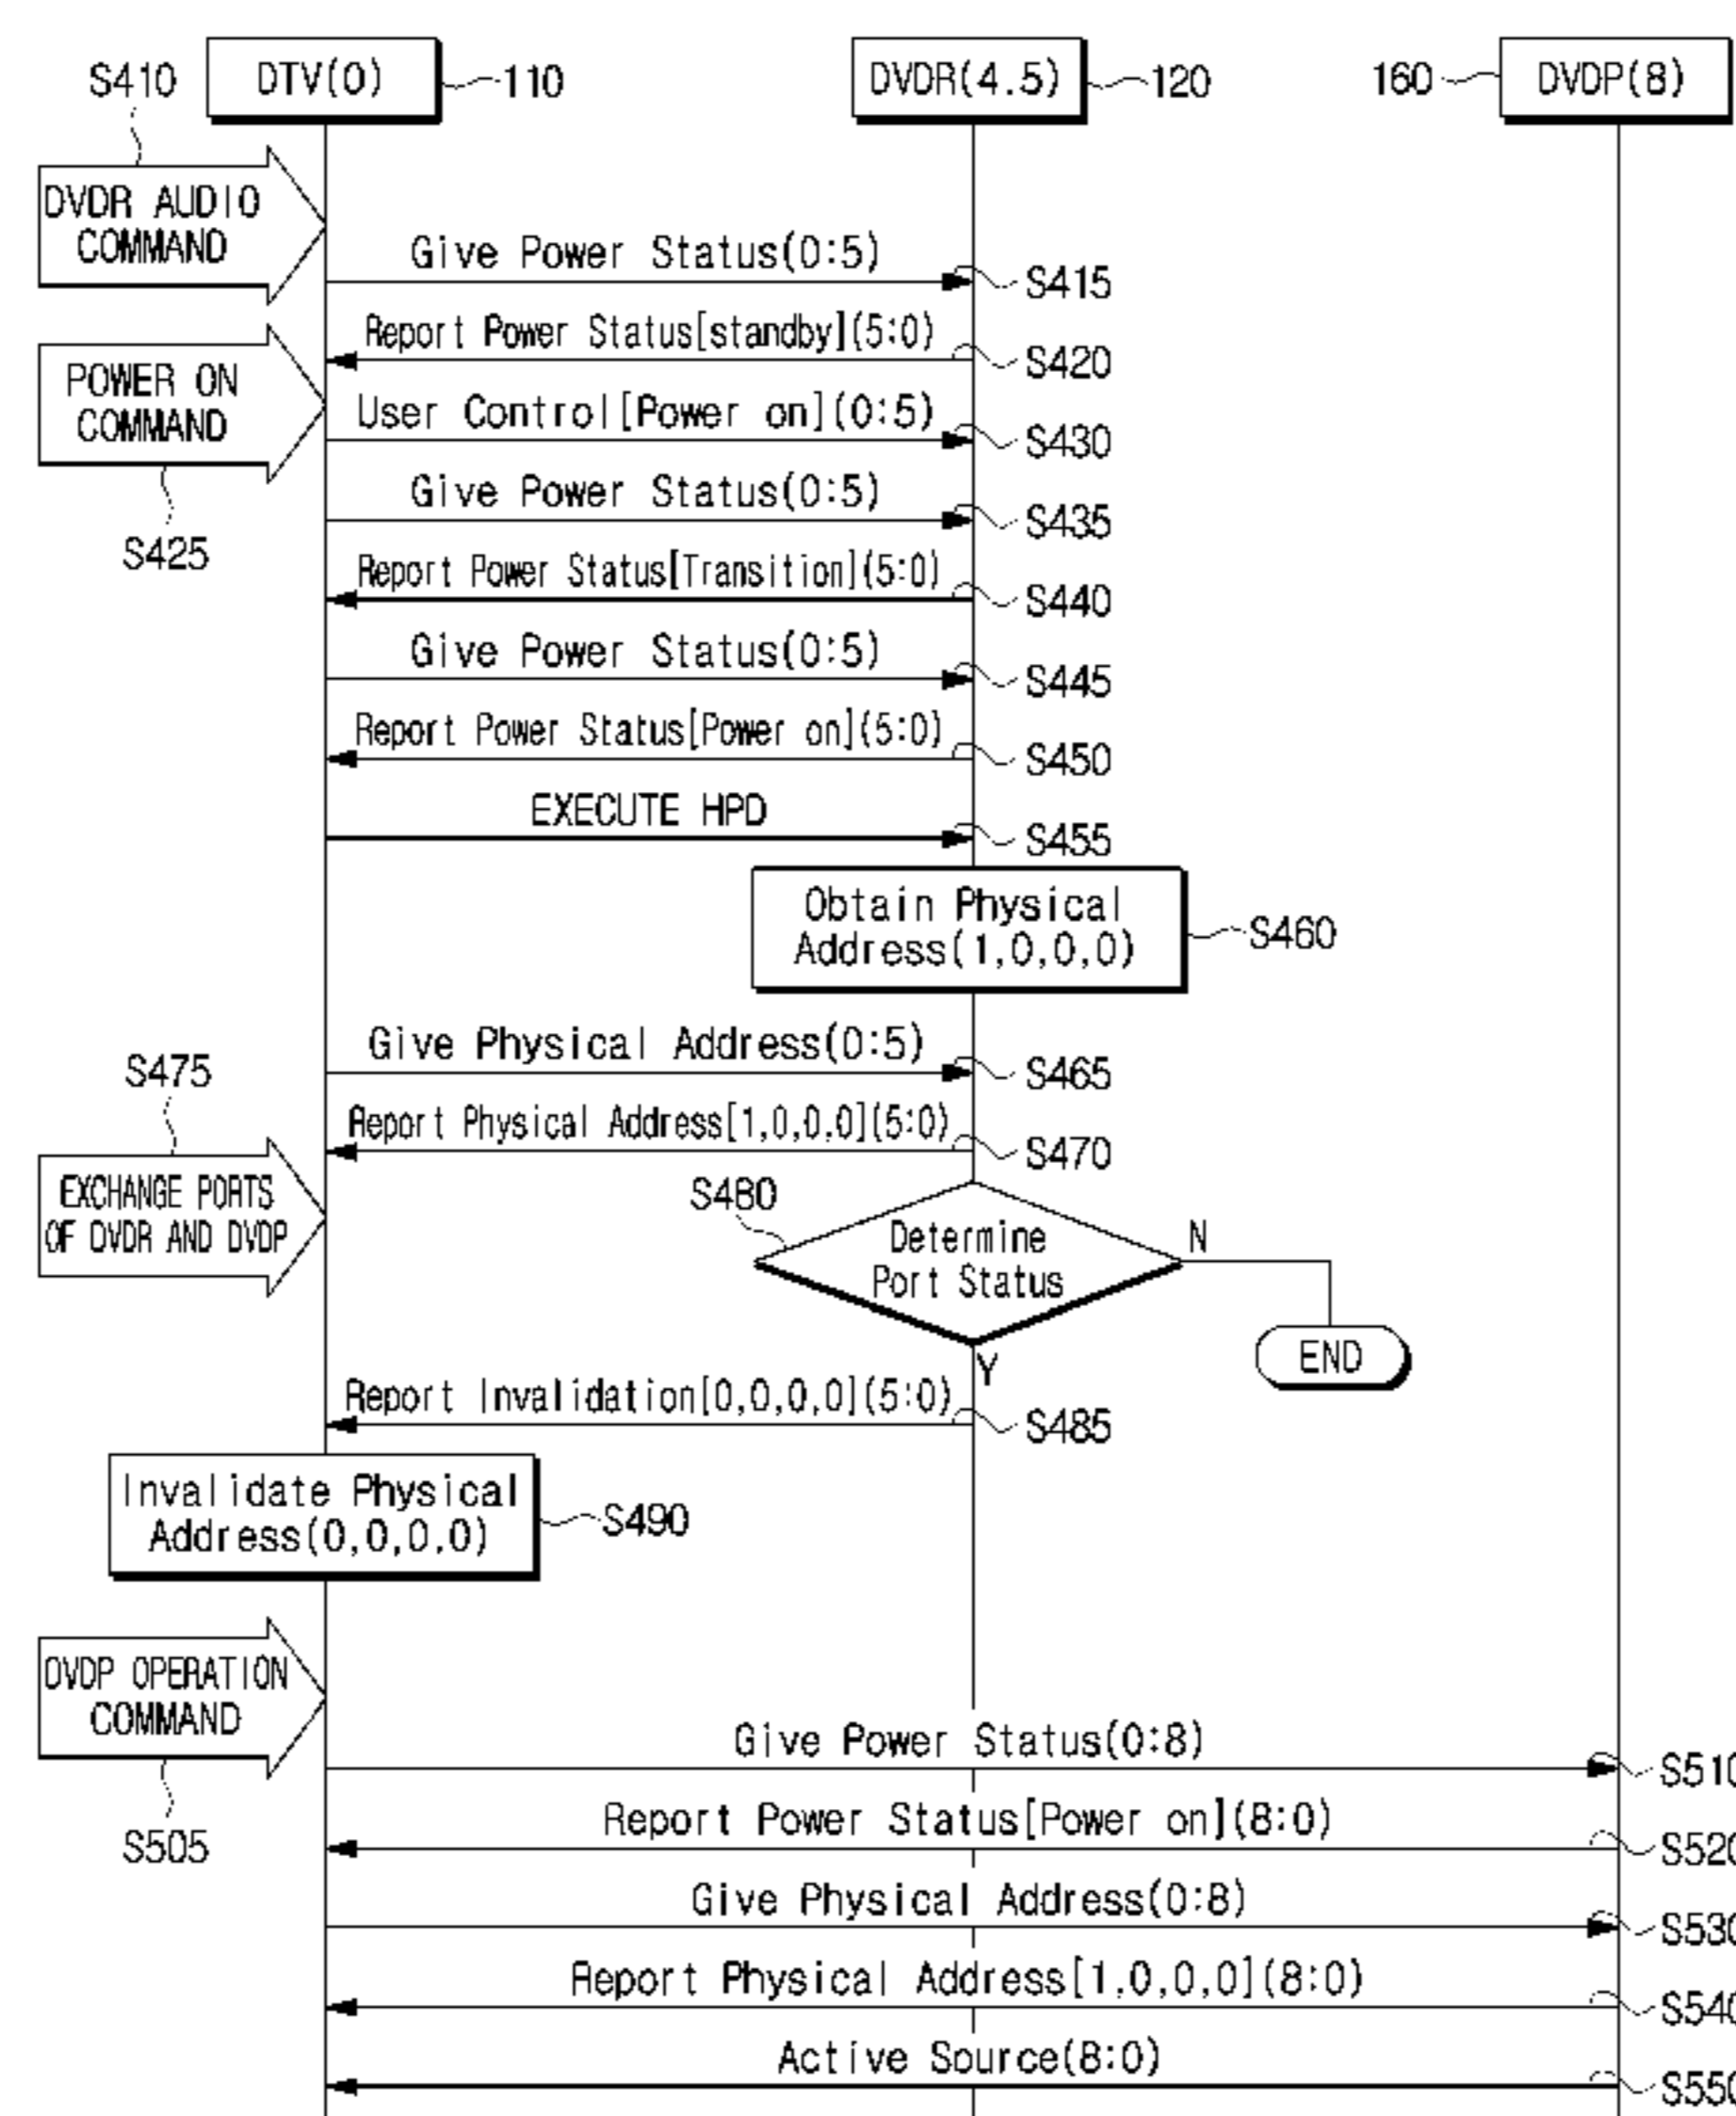 DTV(0)
110
DVDR(4.5)
120
160
DVDP(8)
S410
DVDR AUDIO
COMMAND
Give Power Status(0:5)
S415
Report Power Status[standby](5:0)
S420
POWER ON
COMMAND
User Control[Power on](0:5)
S430
S425
Give Power Status(0:5)
S435
Report Power Status[Transition](5:0)
S440
Give Power Status(0:5)
S445
Report Power Status[Power on](5:0)
S450
EXECUTE HPD
S455
Obtain Physical
Address(1,0,0,0)
S460
Give Physical Address(0:5)
S465
S475
Report Physical Address[1,0,0,0](5:0)
S470
EXCHANGE PORTS
OF DVDR AND DVDP
S480
Determine
Port Status
N
END
Y
Report Invalidation[0,0,0,0](5:0)
S485
Invalidate Physical
Address(0,0,0,0)
S490
DVDP OPERATION
COMMAND
S505
Give Power Status(0:8)
S510
Report Power Status[Power on](8:0)
S520
Give Physical Address(0:8)
S530
Report Physical Address[1,0,0,0](8:0)
S540
Active Source(8:0)
S550